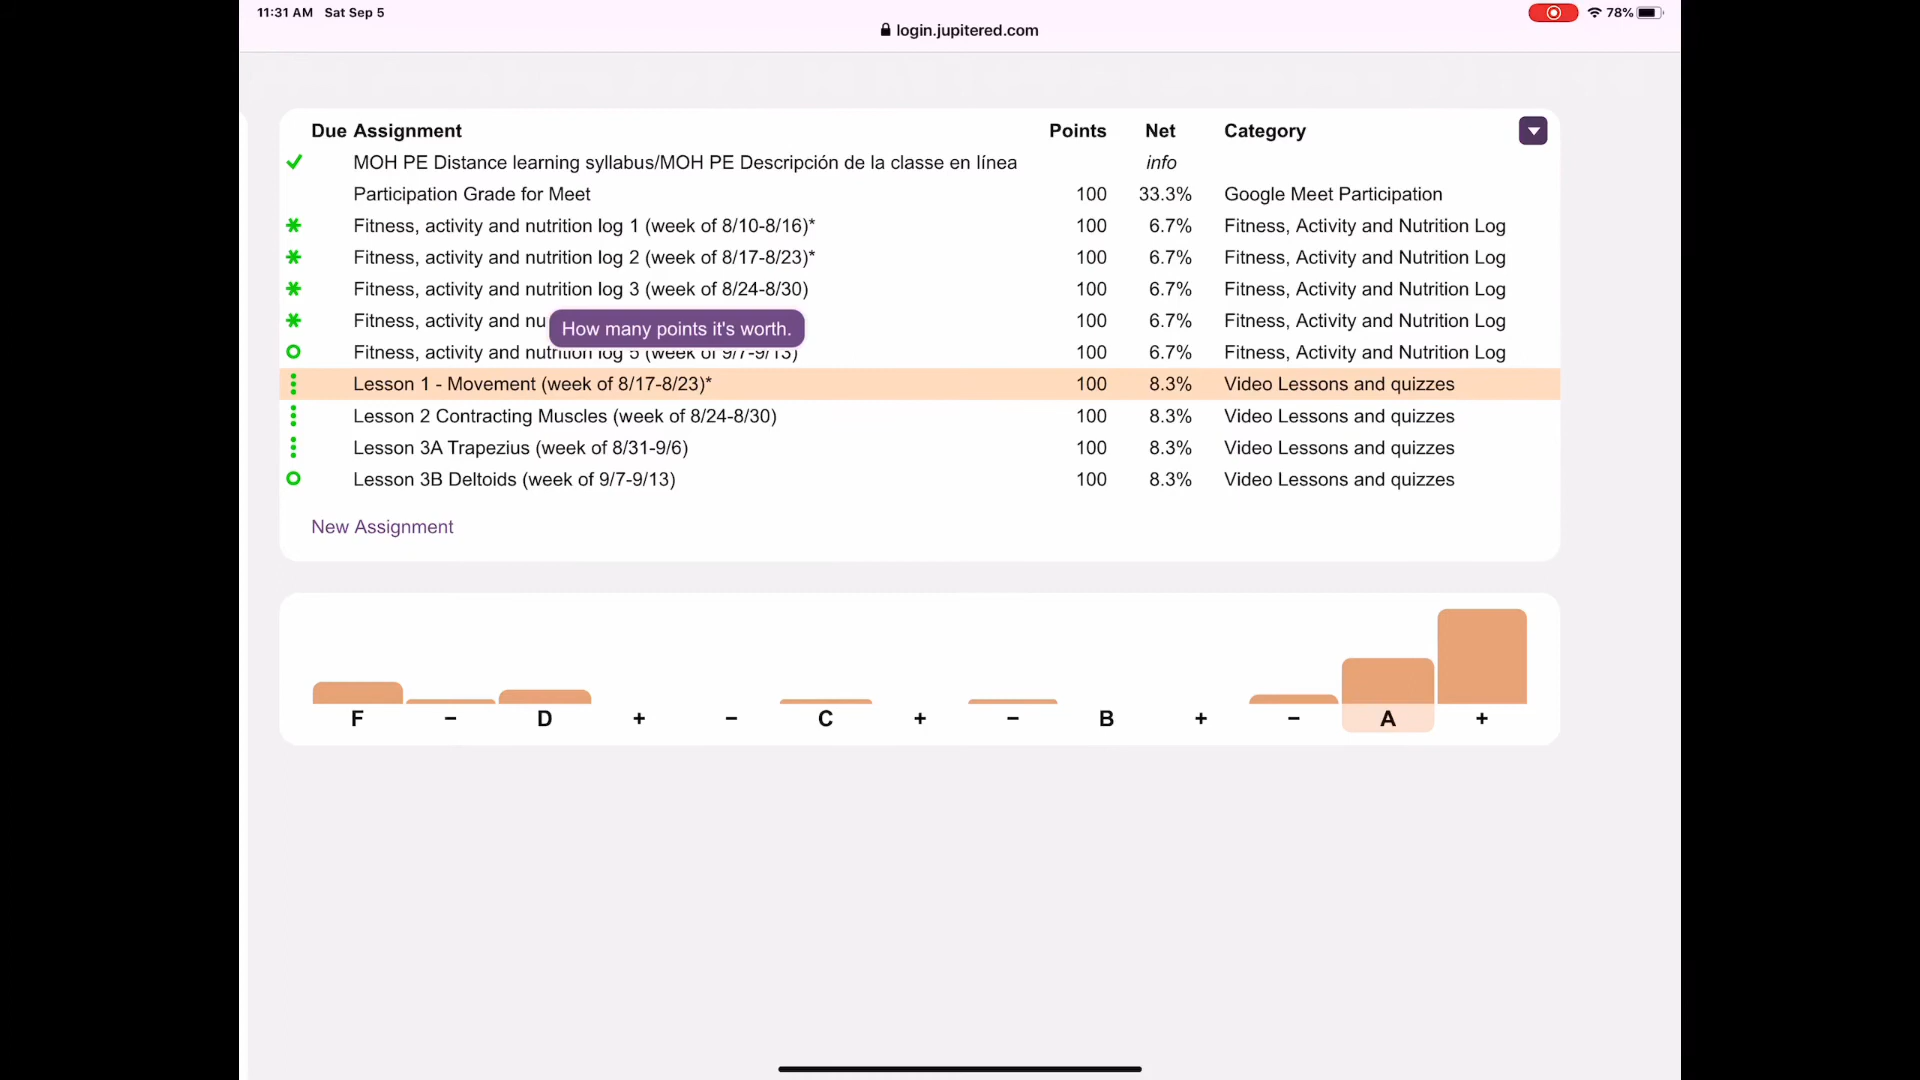 11:31 AM Sat Sep 5
78%
login.jupitered.com
Due Assignment Points Net Category
MOH PE Distance learning syllabus/MOH PE Descripción de la classe en línea info
Participation Grade for Meet 100 33.3% Google Meet Participation
Fitness, activity and nutrition log 1 (week of 8/10-8/16)* 100 6.7% Fitness, Activity and Nutrition Log
Fitness, activity and nutrition log 2 (week of 8/17-8/23)* 100 6.7% Fitness, Activity and Nutrition Log
Fitness, activity and nutrition log 3 (week of 8/24-8/30) 100 6.7% Fitness, Activity and Nutrition Log
Fitness, activity and nu 100 6.7% Fitness, Activity and Nutrition Log
How many points it's worth.
Fitness, activity and nutrition log 5 (week of 9/7-9/13) 100 6.7% Fitness, Activity and Nutrition Log
Lesson 1 - Movement (week of 8/17-8/23)* 100 8.3% Video Lessons and quizzes
Lesson 2 Contracting Muscles (week of 8/24-8/30) 100 8.3% Video Lessons and quizzes
Lesson 3A Trapezius (week of 8/31-9/6) 100 8.3% Video Lessons and quizzes
Lesson 3B Deltoids (week of 9/7-9/13) 100 8.3% Video Lessons and quizzes
New Assignment
F − D + − C + − B + − A +